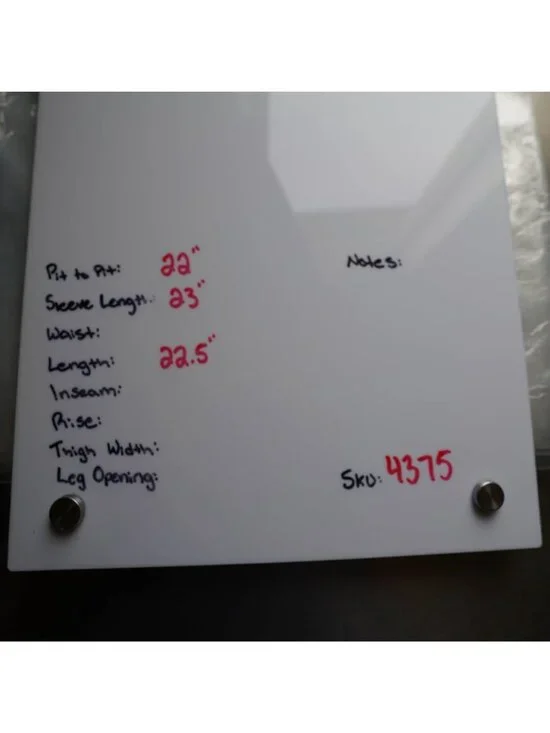 Pit to Pit: 22"
Sleeve Length: 23"
Waist:
Length: 22.5"
Inseam:
Rise:
Thigh Width:
Leg Opening:
Notes:
SKU: 4375